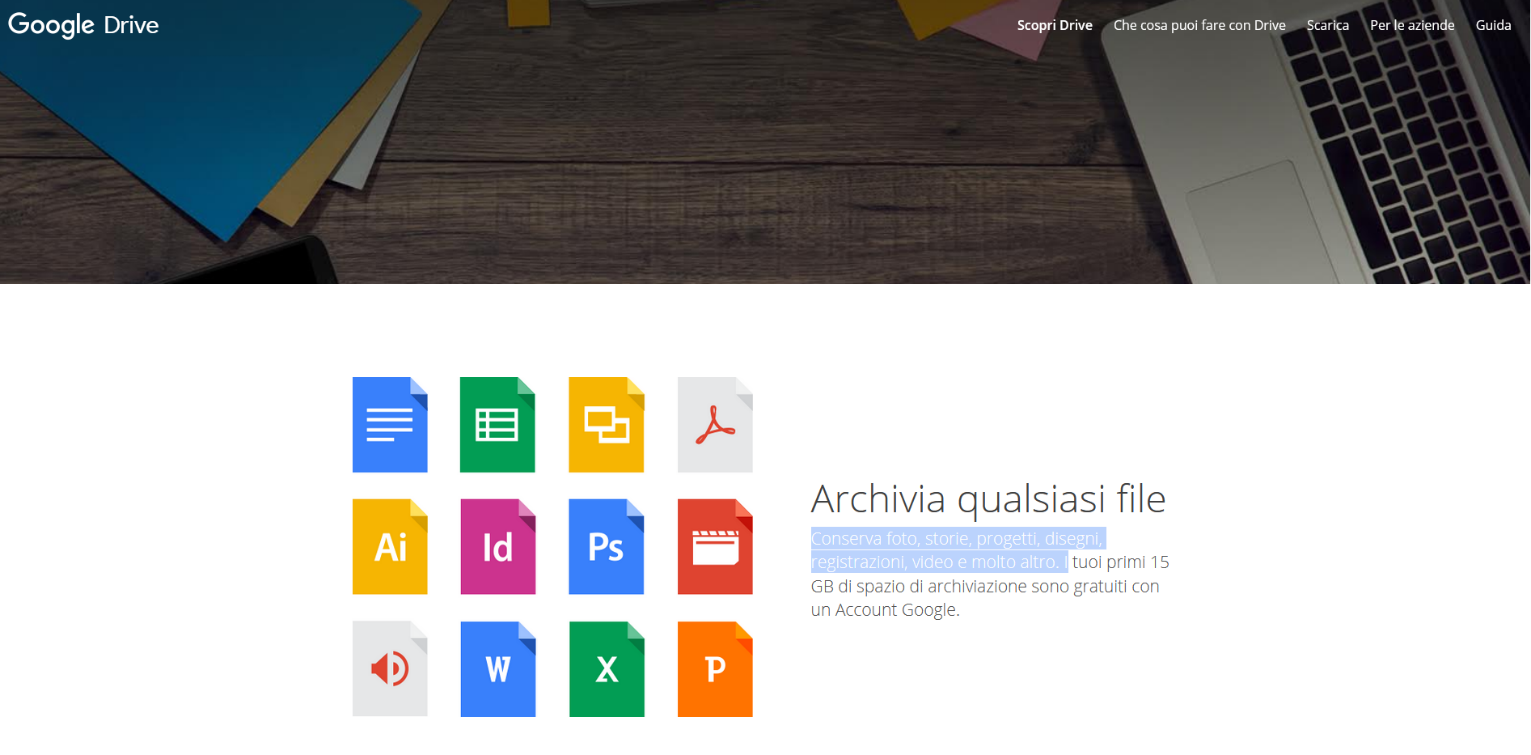 Google Drive
Scopri Drive
Che cosa puoi fare con Drive
Scarica
Per le aziende
Guida
Ai
Id
Ps
W
X
P
Archivia qualsiasi file
Conserva foto, storie, progetti, disegni,
registrazioni, video e molto altro. I tuoi primi 15
GB di spazio di archiviazione sono gratuiti con
un Account Google.